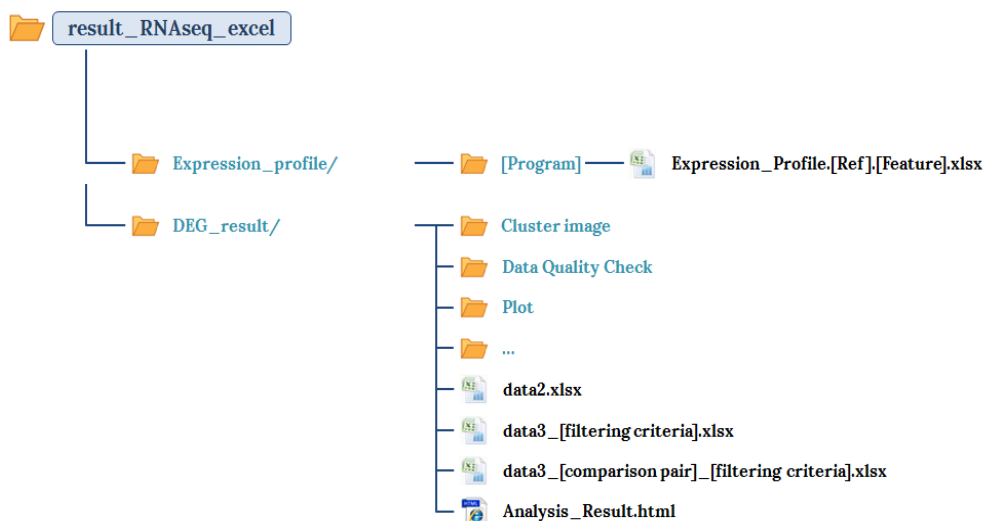 result_RNAseq_excel
Expression_profile/ [Program] Expression_Profile.[Ref].[Feature].xlsx
DEG_result/ Cluster image
Data Quality Check
Plot
...
data2.xlsx
data3_[filtering criteria].xlsx
data3_[comparison pair]_[filtering criteria].xlsx
HTML Analysis_Result.html